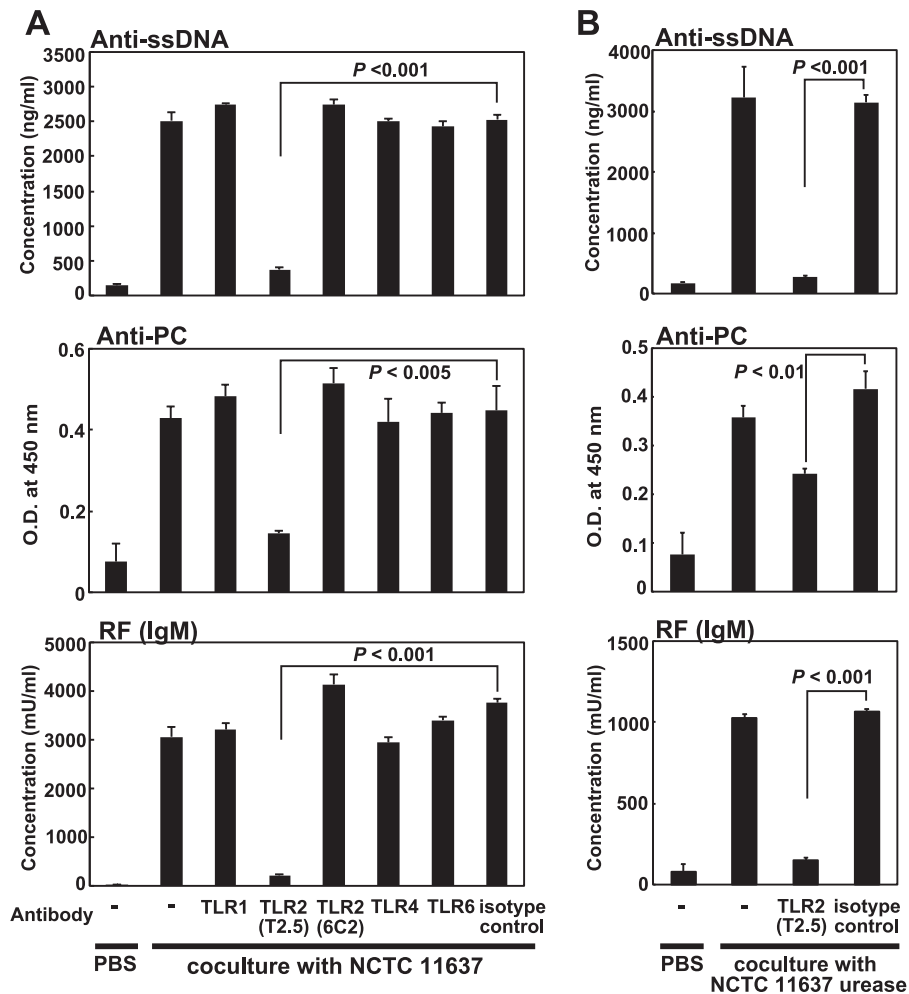 A
Anti-ssDNA
Concentration (ng/ml)
3500
3000
2500
2000
1500
1000
500
0
P <0.001
Anti-PC
O.D. at 450 nm
0.6
0.4
0.2
0
P < 0.005
RF (IgM)
Concentration (mU/ml)
5000
4000
3000
2000
1000
0
P < 0.001
Antibody - - TLR1 TLR2 TLR2 TLR4 TLR6 isotype
(T2.5) (6C2) control
PBS coculture with NCTC 11637
B
Anti-ssDNA
Concentration (ng/ml)
4000
3000
2000
1000
0
P <0.001
Anti-PC
O.D. at 450 nm
0.5
0.4
0.3
0.2
0.1
0
P < 0.01
RF (IgM)
Concentration (mU/ml)
1500
1000
500
0
P < 0.001
- - TLR2 isotype
(T2.5) control
PBS coculture with
NCTC 11637 urease